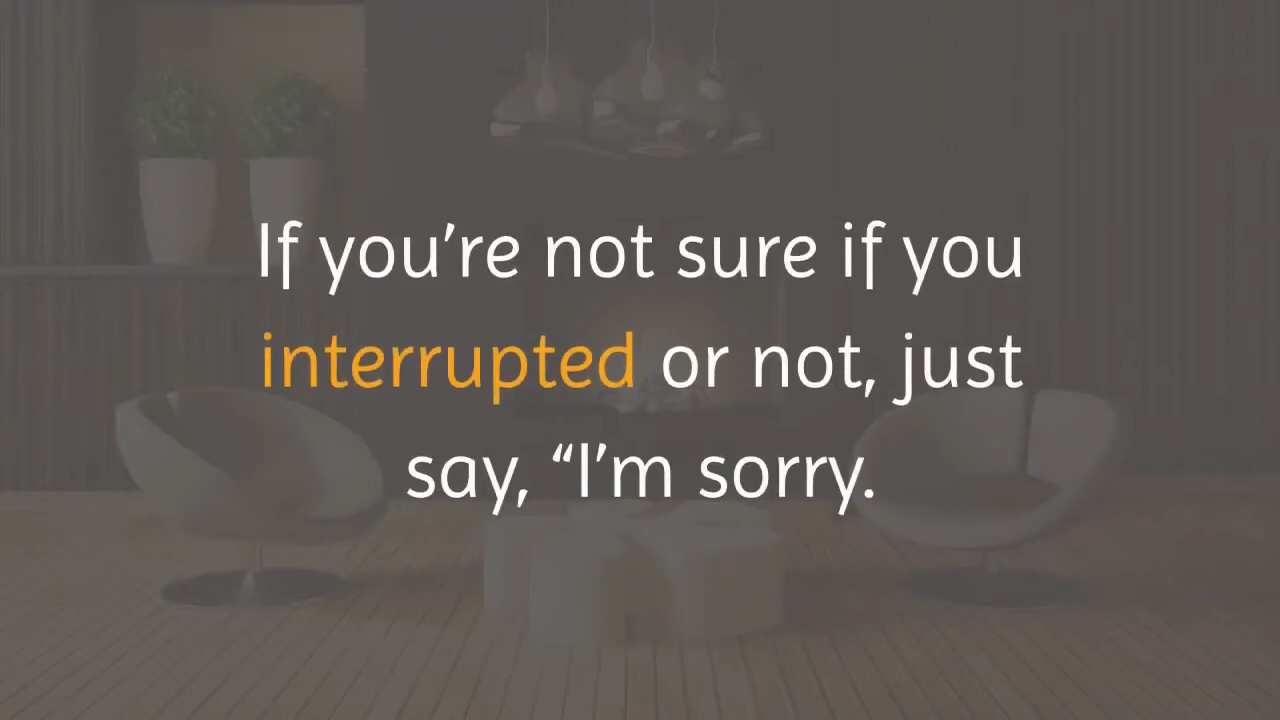 If you’re not sure if you
interrupted or not, just
say, “I’m sorry.